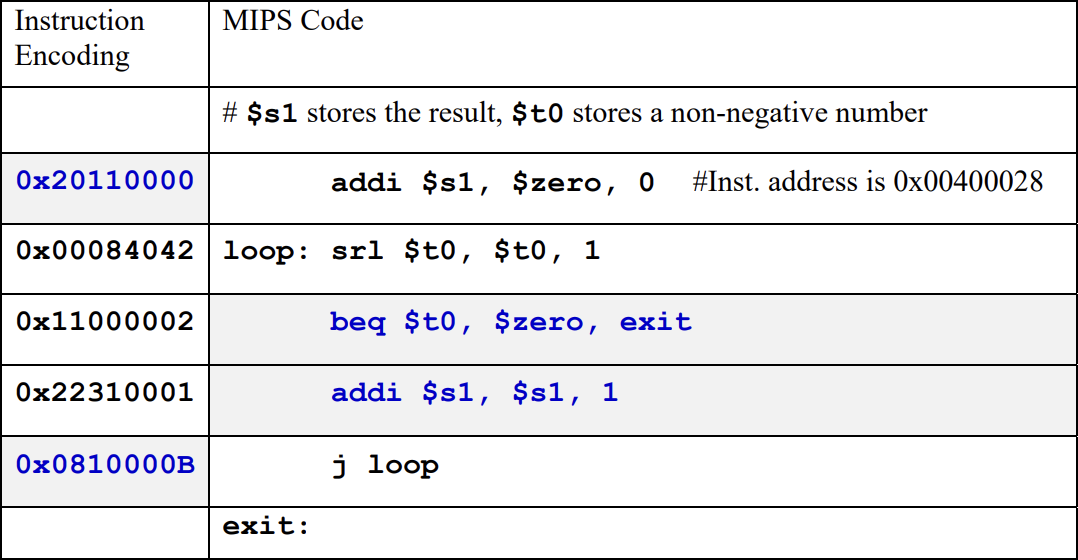 Instruction
Encoding
MIPS Code
# $s1 stores the result, $t0 stores a non-negative number
0x20110000
addi $s1, $zero, 0 #Inst. address is 0x00400028
0x00084042
loop: srl $t0, $t0, 1
0x11000002
beq $t0, $zero, exit
0x22310001
addi $s1, $s1, 1
0x0810000B
j loop
exit: